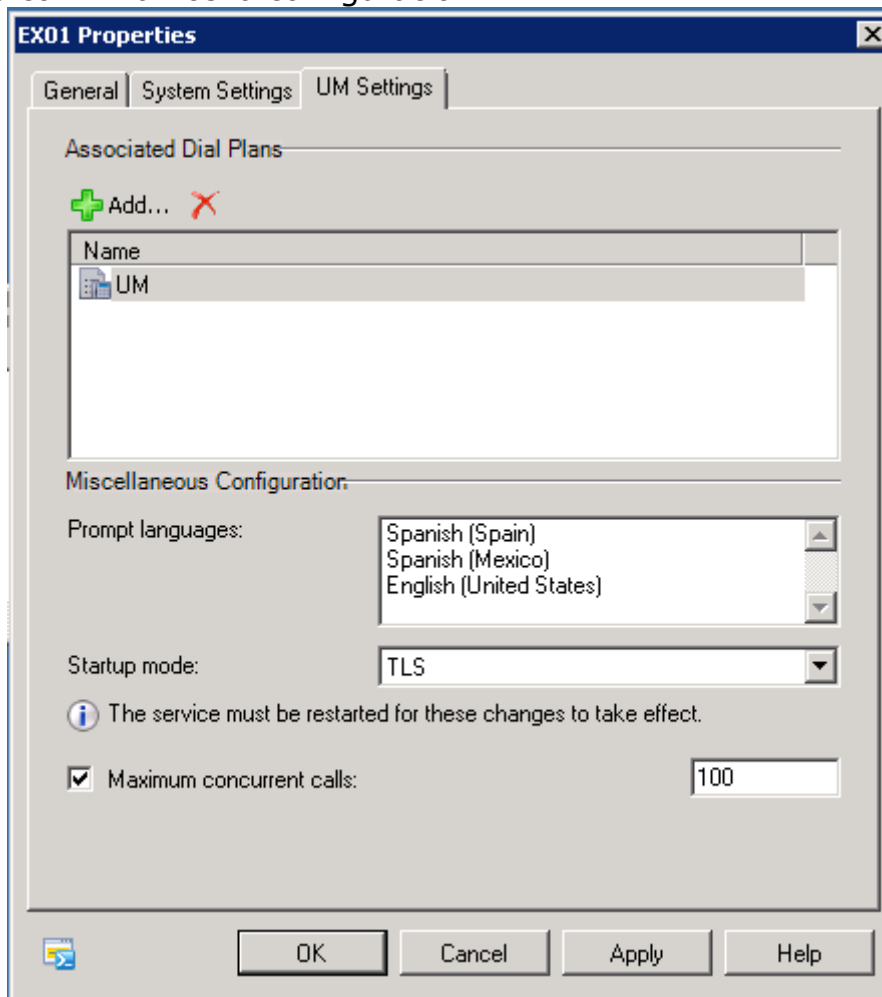 EX01 Properties
General
System Settings
UM Settings
Associated Dial Plans
Add...
Name
UM
Miscellaneous Configuration
Prompt languages:
Spanish (Spain)
Spanish (Mexico)
English (United States)
Startup mode:
TLS
The service must be restarted for these changes to take effect.
Maximum concurrent calls:
100
OK
Cancel
Apply
Help